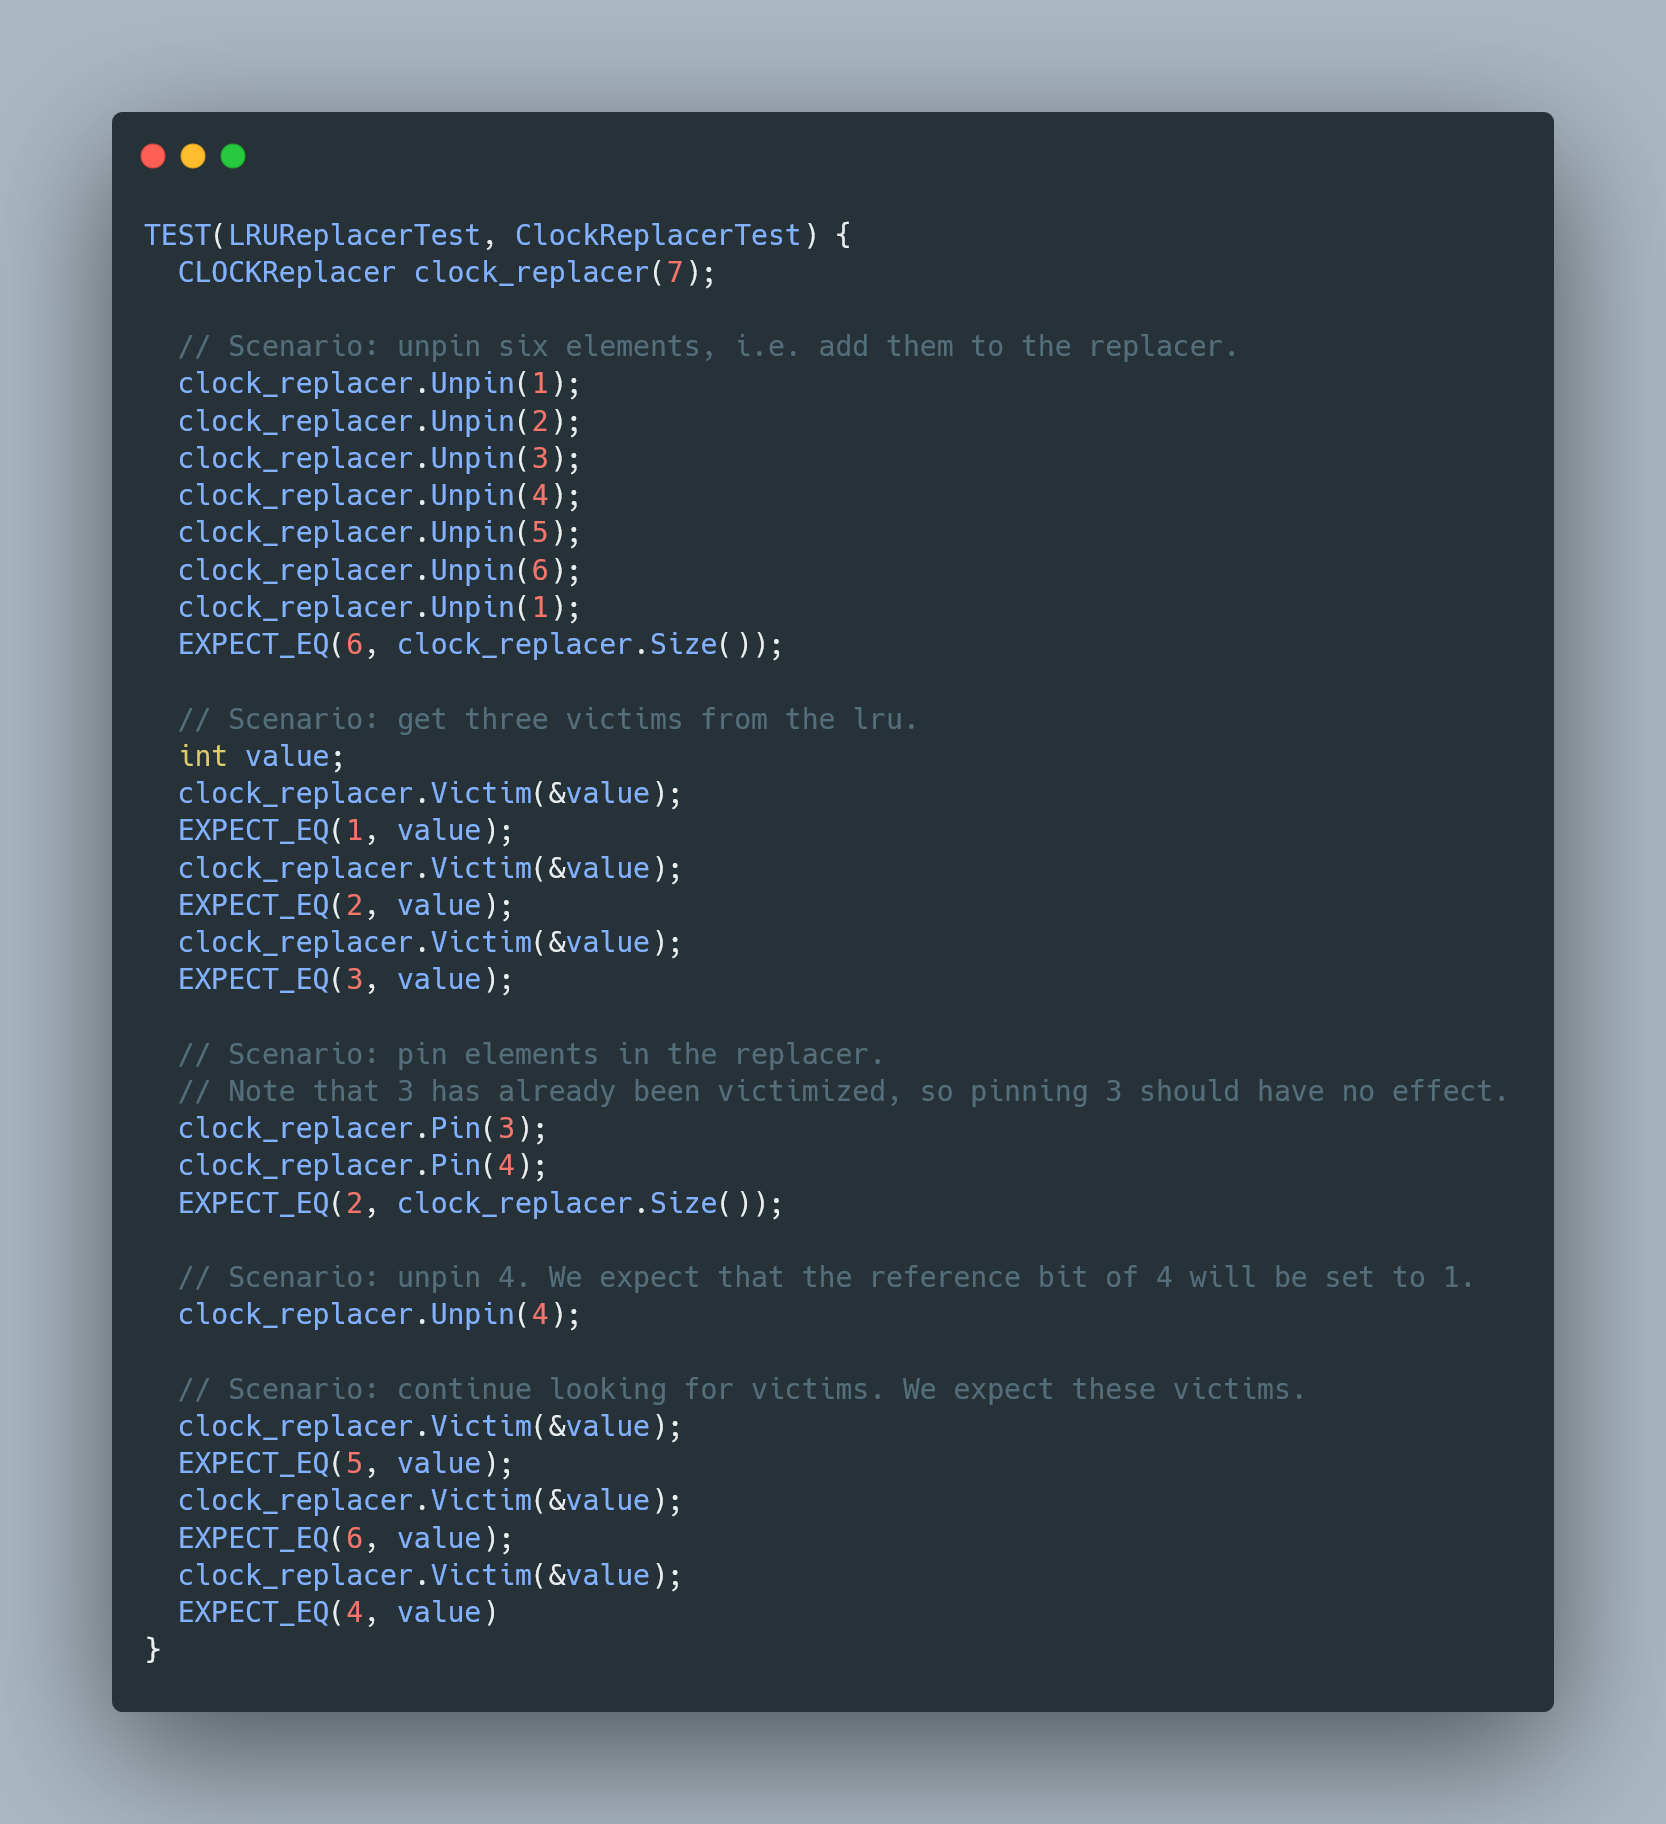 TEST(LRUReplacerTest, ClockReplacerTest) {
  CLOCKReplacer clock_replacer(7);

  // Scenario: unpin six elements, i.e. add them to the replacer.
  clock_replacer.Unpin(1);
  clock_replacer.Unpin(2);
  clock_replacer.Unpin(3);
  clock_replacer.Unpin(4);
  clock_replacer.Unpin(5);
  clock_replacer.Unpin(6);
  clock_replacer.Unpin(1);
  EXPECT_EQ(6, clock_replacer.Size());

  // Scenario: get three victims from the lru.
  int value;
  clock_replacer.Victim(&value);
  EXPECT_EQ(1, value);
  clock_replacer.Victim(&value);
  EXPECT_EQ(2, value);
  clock_replacer.Victim(&value);
  EXPECT_EQ(3, value);

  // Scenario: pin elements in the replacer.
  // Note that 3 has already been victimized, so pinning 3 should have no effect.
  clock_replacer.Pin(3);
  clock_replacer.Pin(4);
  EXPECT_EQ(2, clock_replacer.Size());

  // Scenario: unpin 4. We expect that the reference bit of 4 will be set to 1.
  clock_replacer.Unpin(4);

  // Scenario: continue looking for victims. We expect these victims.
  clock_replacer.Victim(&value);
  EXPECT_EQ(5, value);
  clock_replacer.Victim(&value);
  EXPECT_EQ(6, value);
  clock_replacer.Victim(&value);
  EXPECT_EQ(4, value)
}